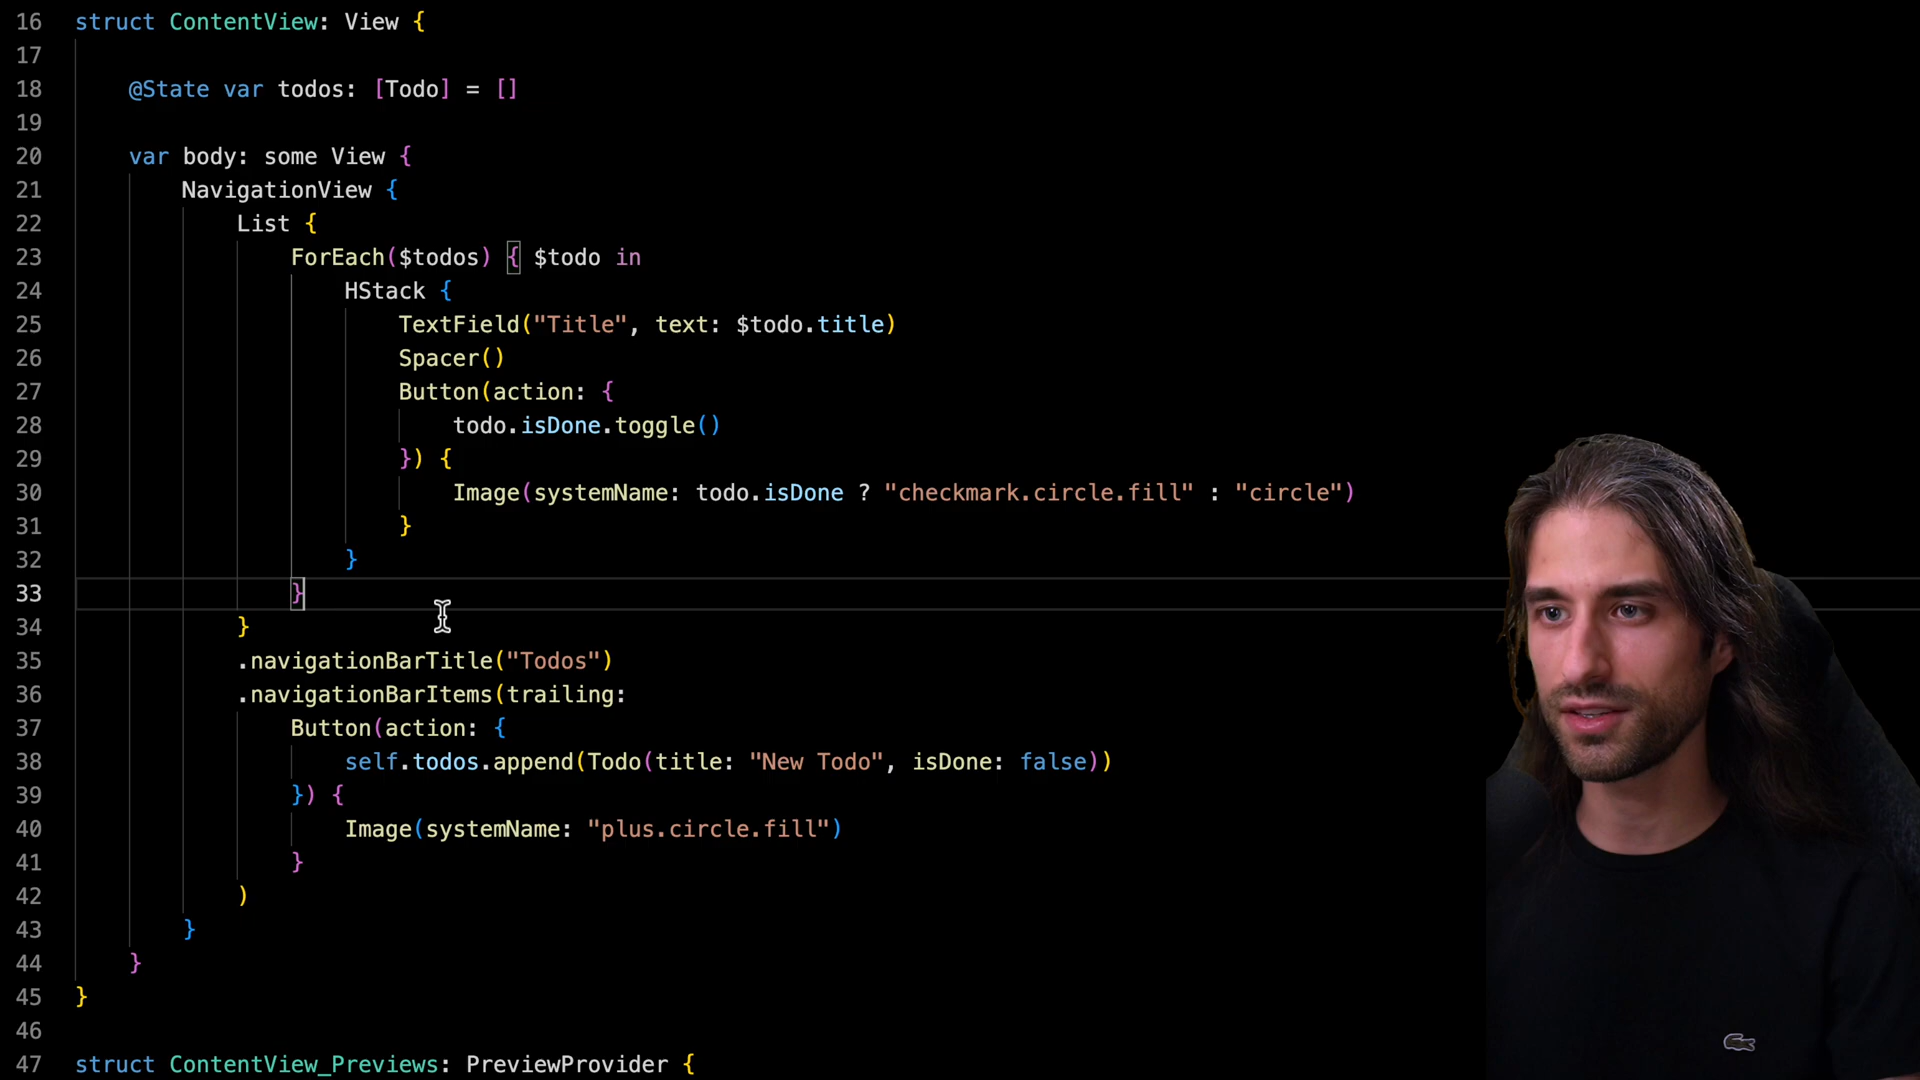 16 struct ContentView: View {
17
18     @State var todos: [Todo] = []
19
20     var body: some View {
21         NavigationView {
22             List {
23                 ForEach($todos) { $todo in
24                     HStack {
25                         TextField("Title", text: $todo.title)
26                         Spacer()
27                         Button(action: {
28                             todo.isDone.toggle()
29                         }) {
30                             Image(systemName: todo.isDone ? "checkmark.circle.fill" : "circle")
31                         }
32                     }
33                 }
34             }
35             .navigationBarTitle("Todos")
36             .navigationBarItems(trailing:
37                 Button(action: {
38                     self.todos.append(Todo(title: "New Todo", isDone: false))
39                 }) {
40                     Image(systemName: "plus.circle.fill")
41                 }
42             )
43         }
44     }
45 }
46
47 struct ContentView_Previews: PreviewProvider {